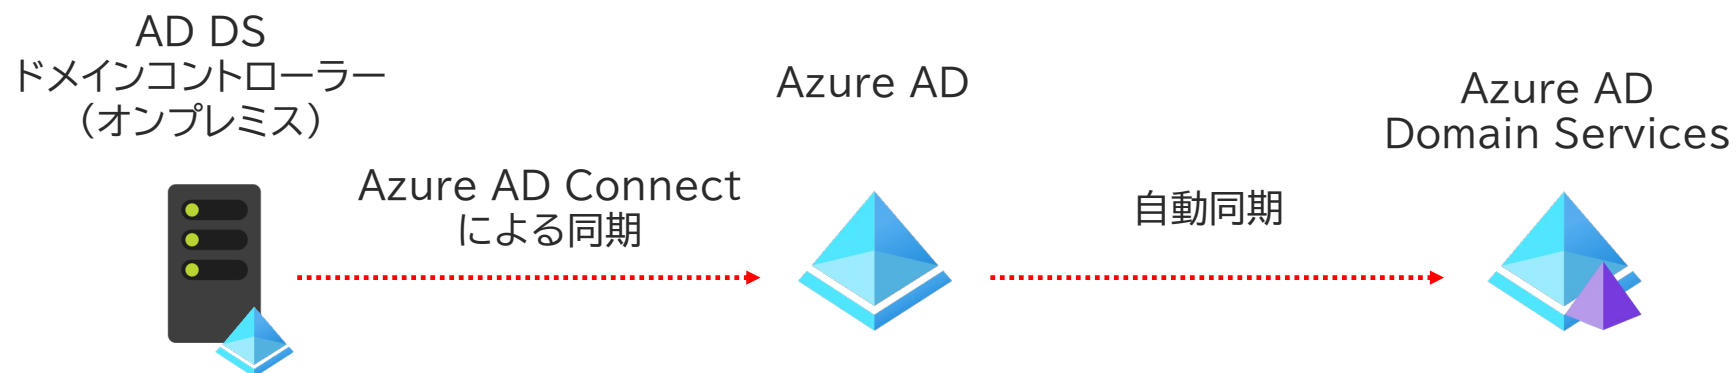 AD DS
ドメインコントローラー
（オンプレミス）
Azure AD Connect
による同期
Azure AD
自動同期
Azure AD
Domain Services